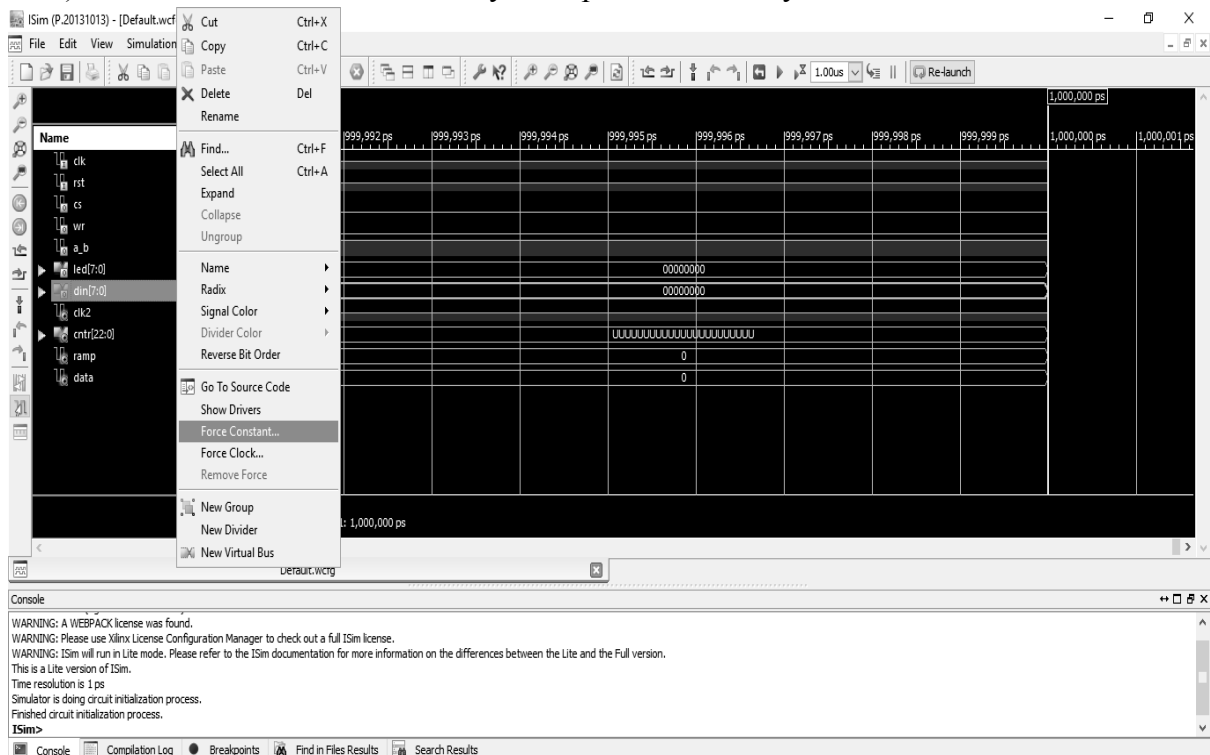 ISim (P.20131013) - [Default.wcf
File Edit View Simulation
1.00us
Re-launch
Cut Ctrl+X
Copy Ctrl+C
Paste Ctrl+V
Delete Del
Rename
Find... Ctrl+F
Select All Ctrl+A
Expand
Collapse
Ungroup
Name
Radix
Signal Color
Divider Color
Reverse Bit Order
Go To Source Code
Show Drivers
Force Constant...
Force Clock...
Remove Force
New Group
New Divider
New Virtual Bus
1,000,000 ps
999,992 ps 999,993 ps 999,994 ps 999,995 ps 999,996 ps 999,997 ps 999,998 ps 999,999 ps 1,000,000 ps 1,000,001 ps
Name
clk
rst
cs
wr
a_b
led[7:0] 00000000
din[7:0] 00000000
clk2
cntr[22:0] UUUUUUUUUUUUUUUUUUUUUUU
ramp 0
data 0
1: 1,000,000 ps
Default.wcfg
Console
WARNING: A WEBPACK license was found.
WARNING: Please use Xilinx License Configuration Manager to check out a full ISim license.
WARNING: ISim will run in Lite mode. Please refer to the ISim documentation for more information on the differences between the Lite and the Full version.
This is a Lite version of ISim.
Time resolution is 1 ps
Simulator is doing circuit initialization process.
Finished circuit initialization process.
ISim>
Console Compilation Log Breakpoints Find in Files Results Search Results